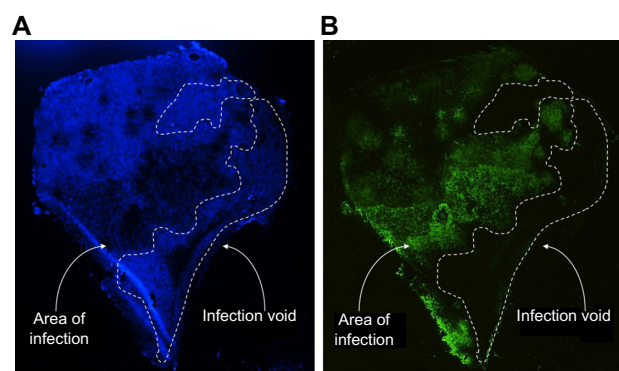 A
B
Area of
infection
Infection void
Area of
infection
Infection void